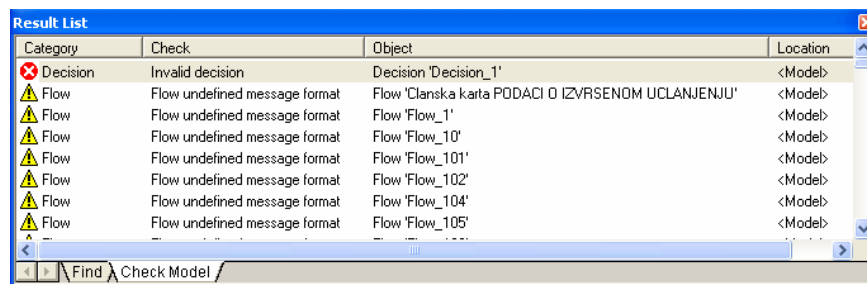 Result List
Category Check Object Location
Decision Invalid decision Decision 'Decision_1' <Model>
Flow Flow undefined message format Flow 'Clanska karta PODACI O IZVRSENOM UCLANJENJU' <Model>
Flow Flow undefined message format Flow 'Flow_1' <Model>
Flow Flow undefined message format Flow 'Flow_10' <Model>
Flow Flow undefined message format Flow 'Flow_101' <Model>
Flow Flow undefined message format Flow 'Flow_102' <Model>
Flow Flow undefined message format Flow 'Flow_104' <Model>
Flow Flow undefined message format Flow 'Flow_105' <Model>
Find Check Model